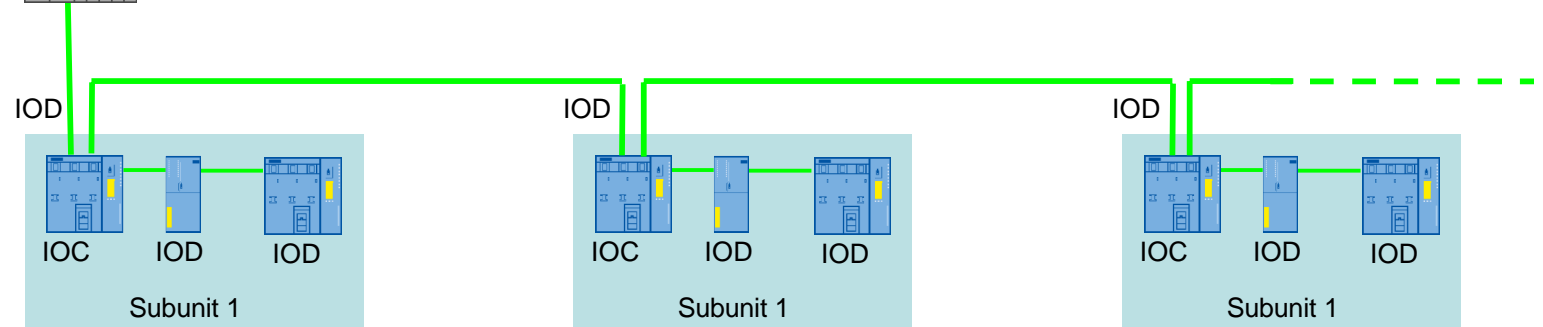 IOD IOD IOD
IOC IOD IOD IOC IOD IOD IOC IOD IOD
Subunit 1 Subunit 1 Subunit 1